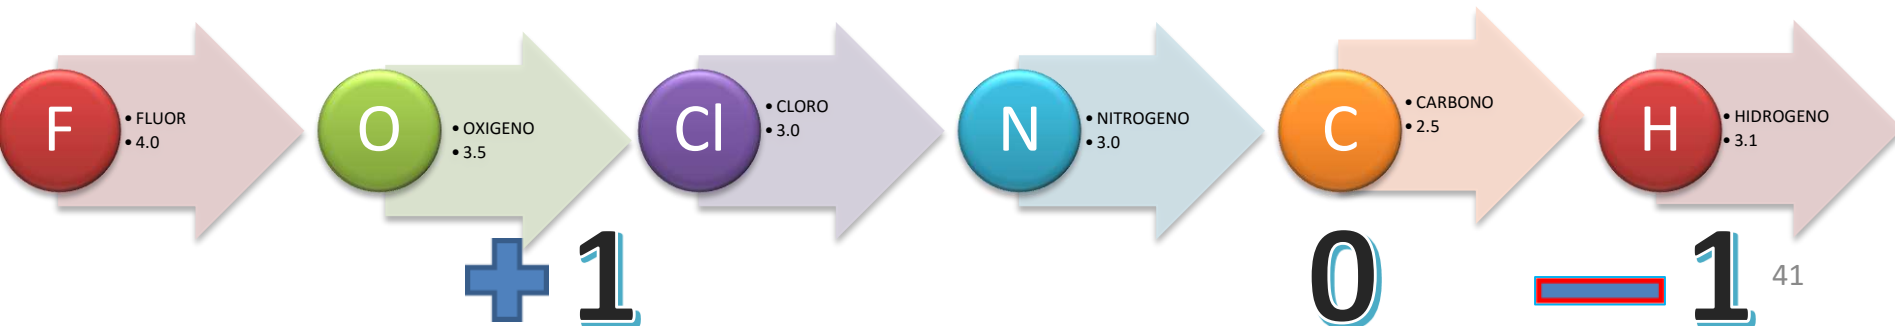 F
• FLUOR
• 4.0
O
• OXIGENO
• 3.5
Cl
• CLORO
• 3.0
N
• NITROGENO
• 3.0
C
• CARBONO
• 2.5
H
• HIDROGENO
• 3.1
1
0
1
41